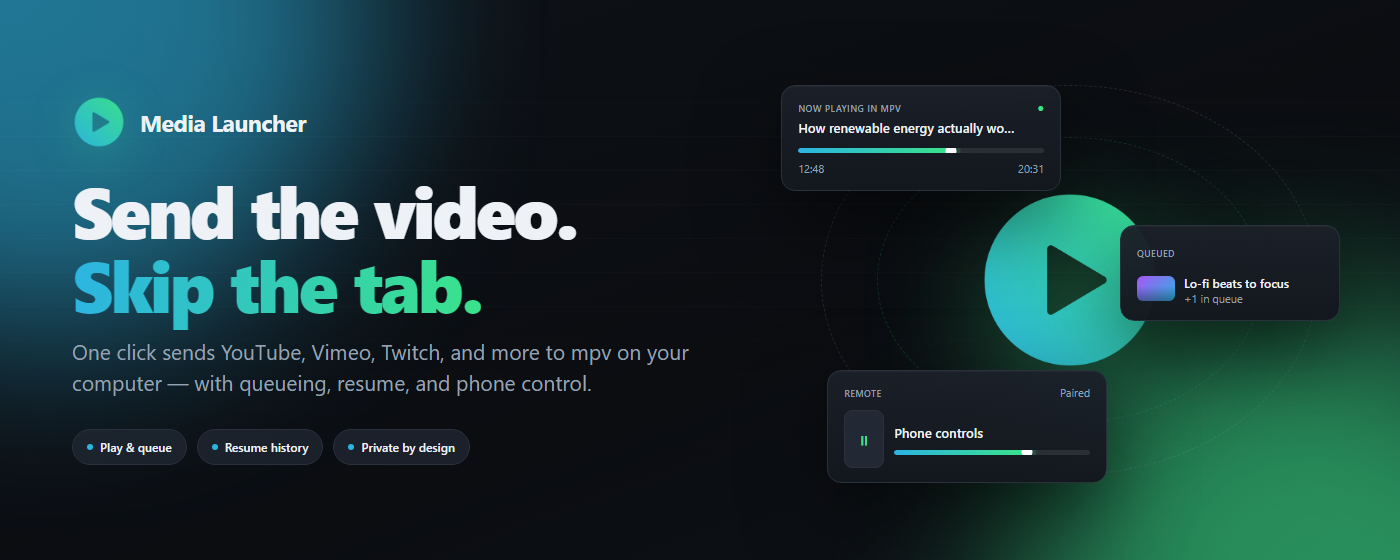 Media Launcher
Send the video.
Skip the tab.
One click sends YouTube, Vimeo, Twitch, and more to mpv on your
computer — with queueing, resume, and phone control.
Play & queue
Resume history
Private by design
NOW PLAYING IN MPV
How renewable energy actually wo...
12:48 20:31
QUEUED
Lo-fi beats to focus
+1 in queue
REMOTE Paired
Phone controls